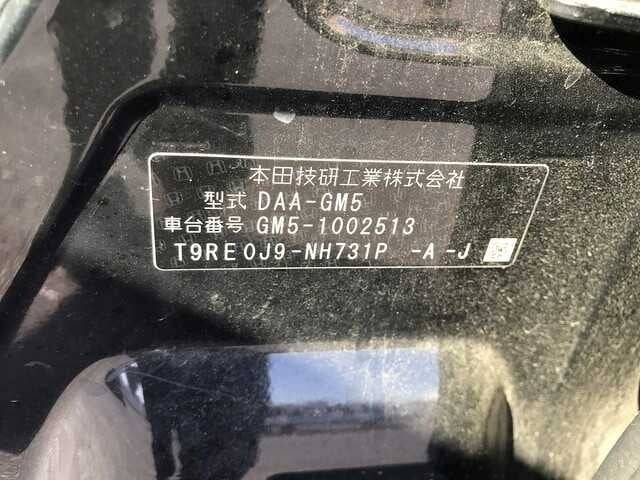 本田技研工業株式会社
型式 DAA-GM5
車台番号 GM5-1002513
T9RE0J9-NH731P -A-J